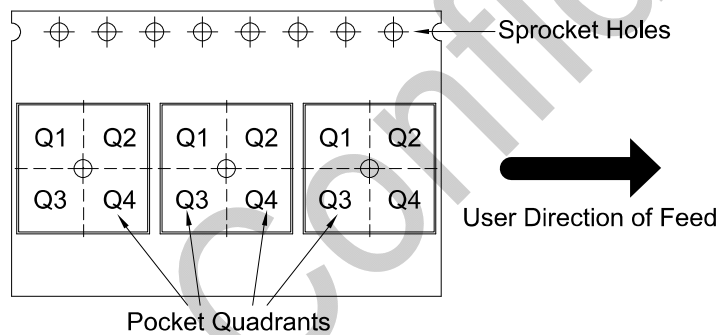 Sprocket Holes
Q1 Q2 Q1 Q2 Q1 Q2
Q3 Q4 Q3 Q4 Q3 Q4
User Direction of Feed
Pocket Quadrants